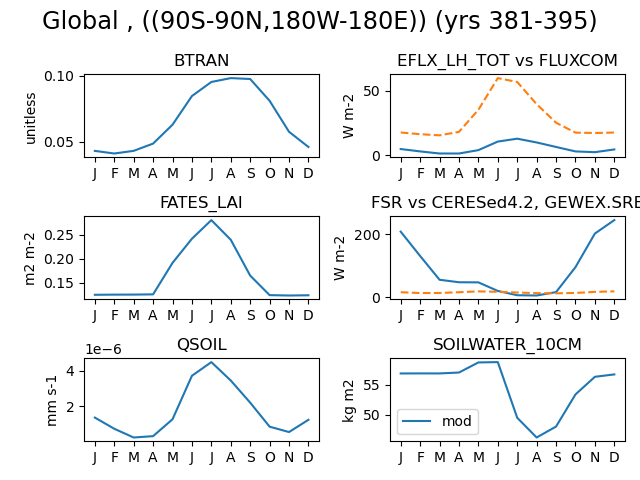 Global , ((90S-90N,180W-180E)) (yrs 381-395)
BTRAN
unitless
0.10
0.05
J F M A M J J A S O N D
EFLX_LH_TOT vs FLUXCOM
W m-2
50
0
J F M A M J J A S O N D
FATES_LAI
m2 m-2
0.25
0.20
0.15
J F M A M J J A S O N D
FSR vs CERESed4.2, GEWEX.SRB
W m-2
200
0
J F M A M J J A S O N D
QSOIL
1e−6
mm s-1
4
2
J F M A M J J A S O N D
SOILWATER_10CM
kg m2
55
50
mod
J F M A M J J A S O N D